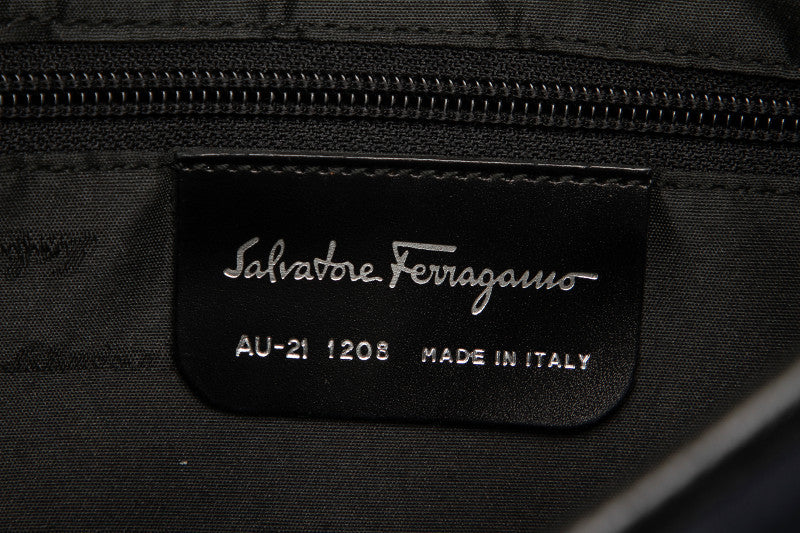 Salvatore Ferragamo
AU-21 1208 MADE IN ITALY